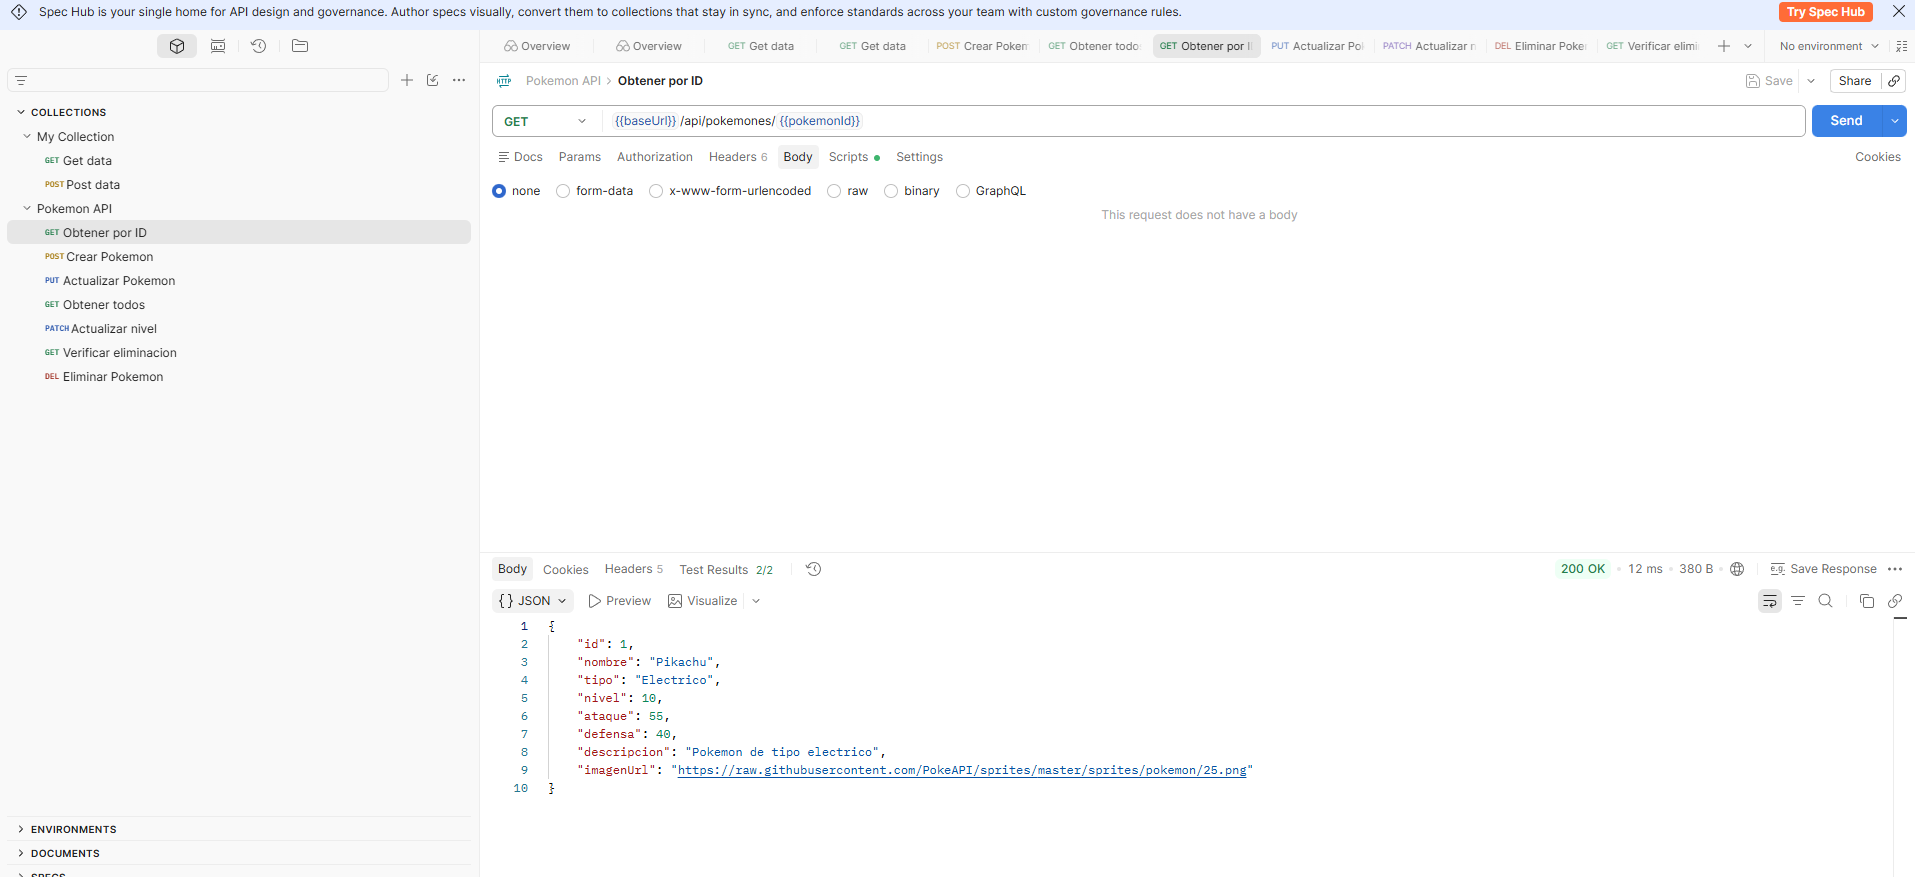 Spec Hub is your single home for API design and governance. Author specs visually, convert them to collections that stay in sync, and enforce standards across your team with custom governance rules.
Try Spec Hub
Overview
Overview
GET Get data
GET Get data
POST Crear Pokem
GET Obtener todo
GET Obtener por I
PUT Actualizar Po
PATCH Actualizar n
DEL Eliminar Poke
GET Verificar elimi
No environment
COLLECTIONS
My Collection
GET Get data
POST Post data
Pokemon API
GET Obtener por ID
POST Crear Pokemon
PUT Actualizar Pokemon
GET Obtener todos
PATCH Actualizar nivel
GET Verificar eliminacion
DEL Eliminar Pokemon
ENVIRONMENTS
DOCUMENTS
SPECS
HTTP Pokemon API > Obtener por ID
Save
Share
GET {{baseUrl}} /api/pokemones/ {{pokemonId}}
Send
Docs Params Authorization Headers 6 Body Scripts Settings
Cookies
none form-data x-www-form-urlencoded raw binary GraphQL
This request does not have a body
Body Cookies Headers 5 Test Results 2/2
200 OK • 12 ms • 380 B •
e.g. Save Response
{} JSON Preview Visualize
1 {
2 "id": 1,
3 "nombre": "Pikachu",
4 "tipo": "Electrico",
5 "nivel": 10,
6 "ataque": 55,
7 "defensa": 40,
8 "descripcion": "Pokemon de tipo electrico",
9 "imagenUrl": "https://raw.githubusercontent.com/PokeAPI/sprites/master/sprites/pokemon/25.png"
10 }